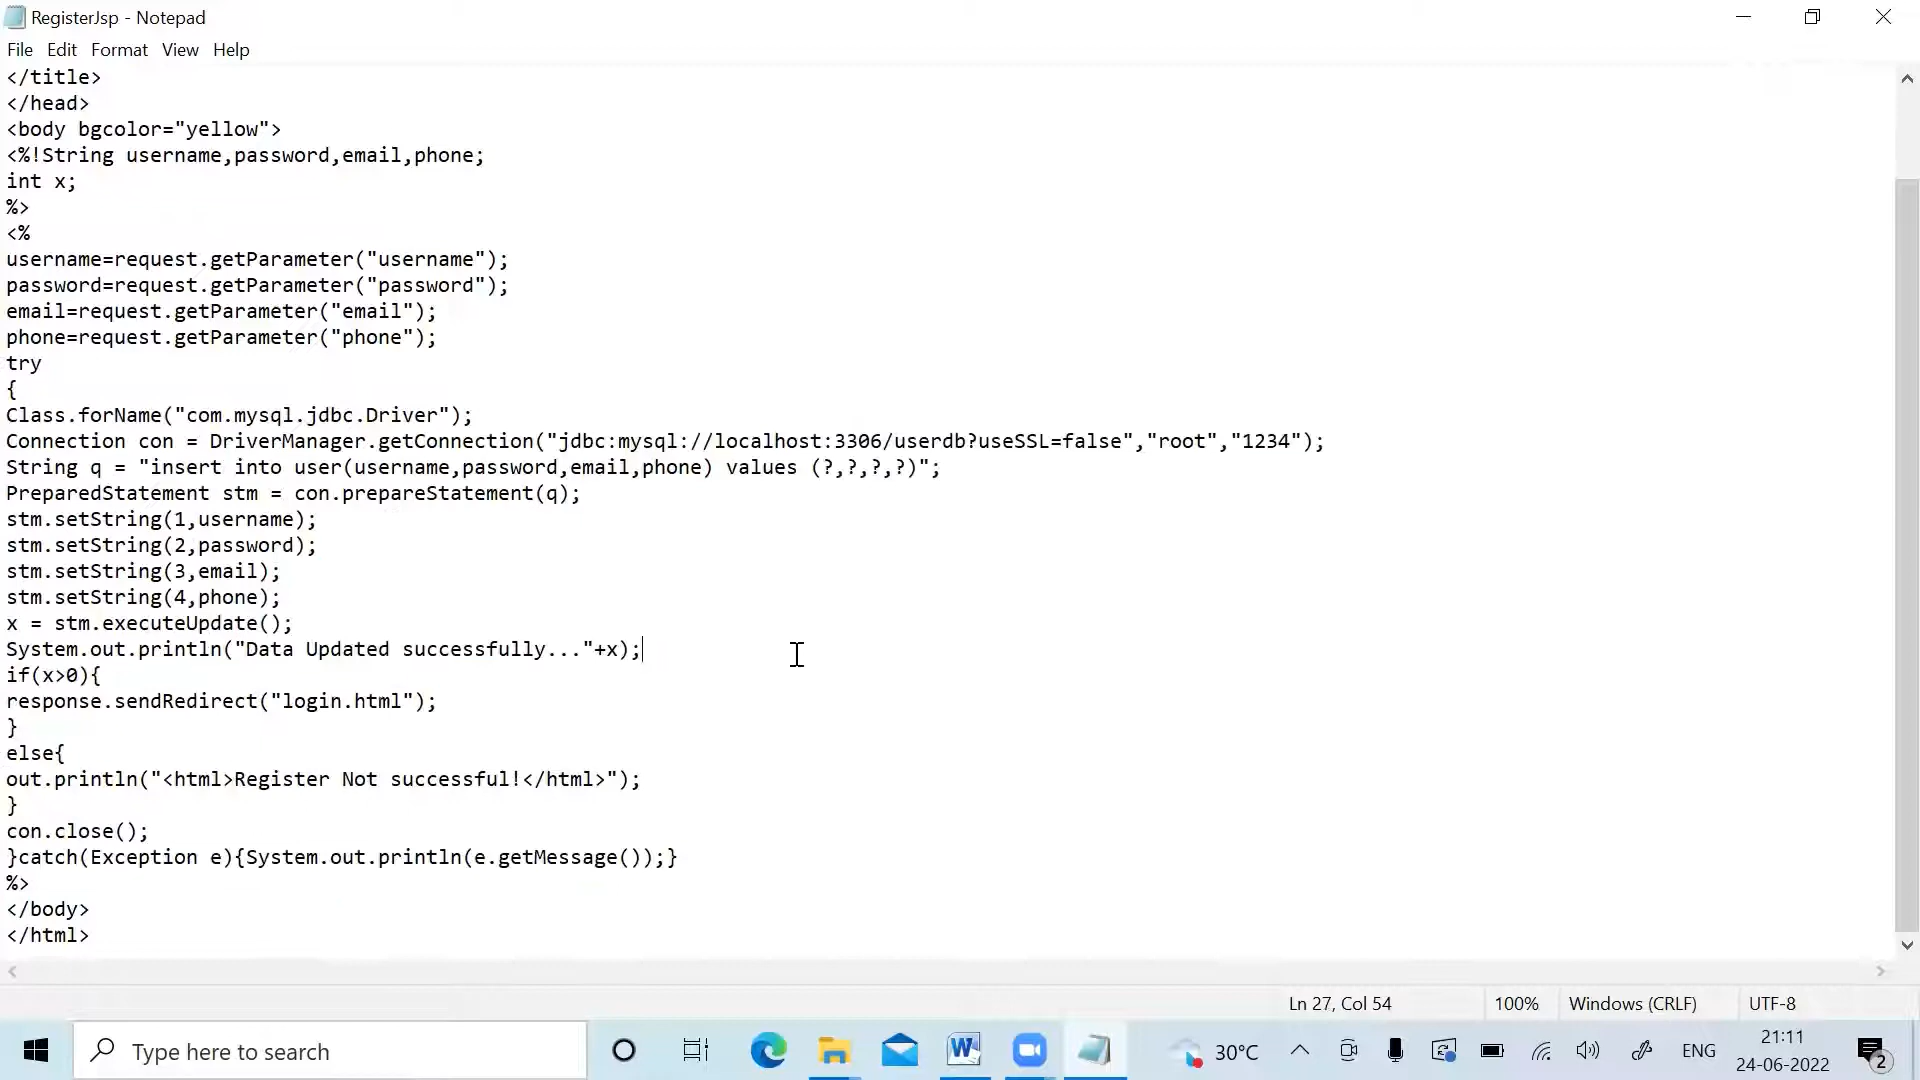 RegisterJsp - Notepad
File Edit Format View Help
</title>
</head>
<body bgcolor="yellow">
<%!String username,password,email,phone;
int x;
%>
<%
username=request.getParameter("username");
password=request.getParameter("password");
email=request.getParameter("email");
phone=request.getParameter("phone");
try
{
Class.forName("com.mysql.jdbc.Driver");
Connection con = DriverManager.getConnection("jdbc:mysql://localhost:3306/userdb?useSSL=false","root","1234");
String q = "insert into user(username,password,email,phone) values (?,?,?,?)";
PreparedStatement stm = con.prepareStatement(q);
stm.setString(1,username);
stm.setString(2,password);
stm.setString(3,email);
stm.setString(4,phone);
x = stm.executeUpdate();
System.out.println("Data Updated successfully..."+x);
if(x>0){
response.sendRedirect("login.html");
}
else{
out.println("<html>Register Not successful!</html>");
}
con.close();
}catch(Exception e){System.out.println(e.getMessage());}
%>
</body>
</html>
Ln 27, Col 54 100% Windows (CRLF) UTF-8
Type here to search
30°C
ENG
21:11
24-06-2022
2